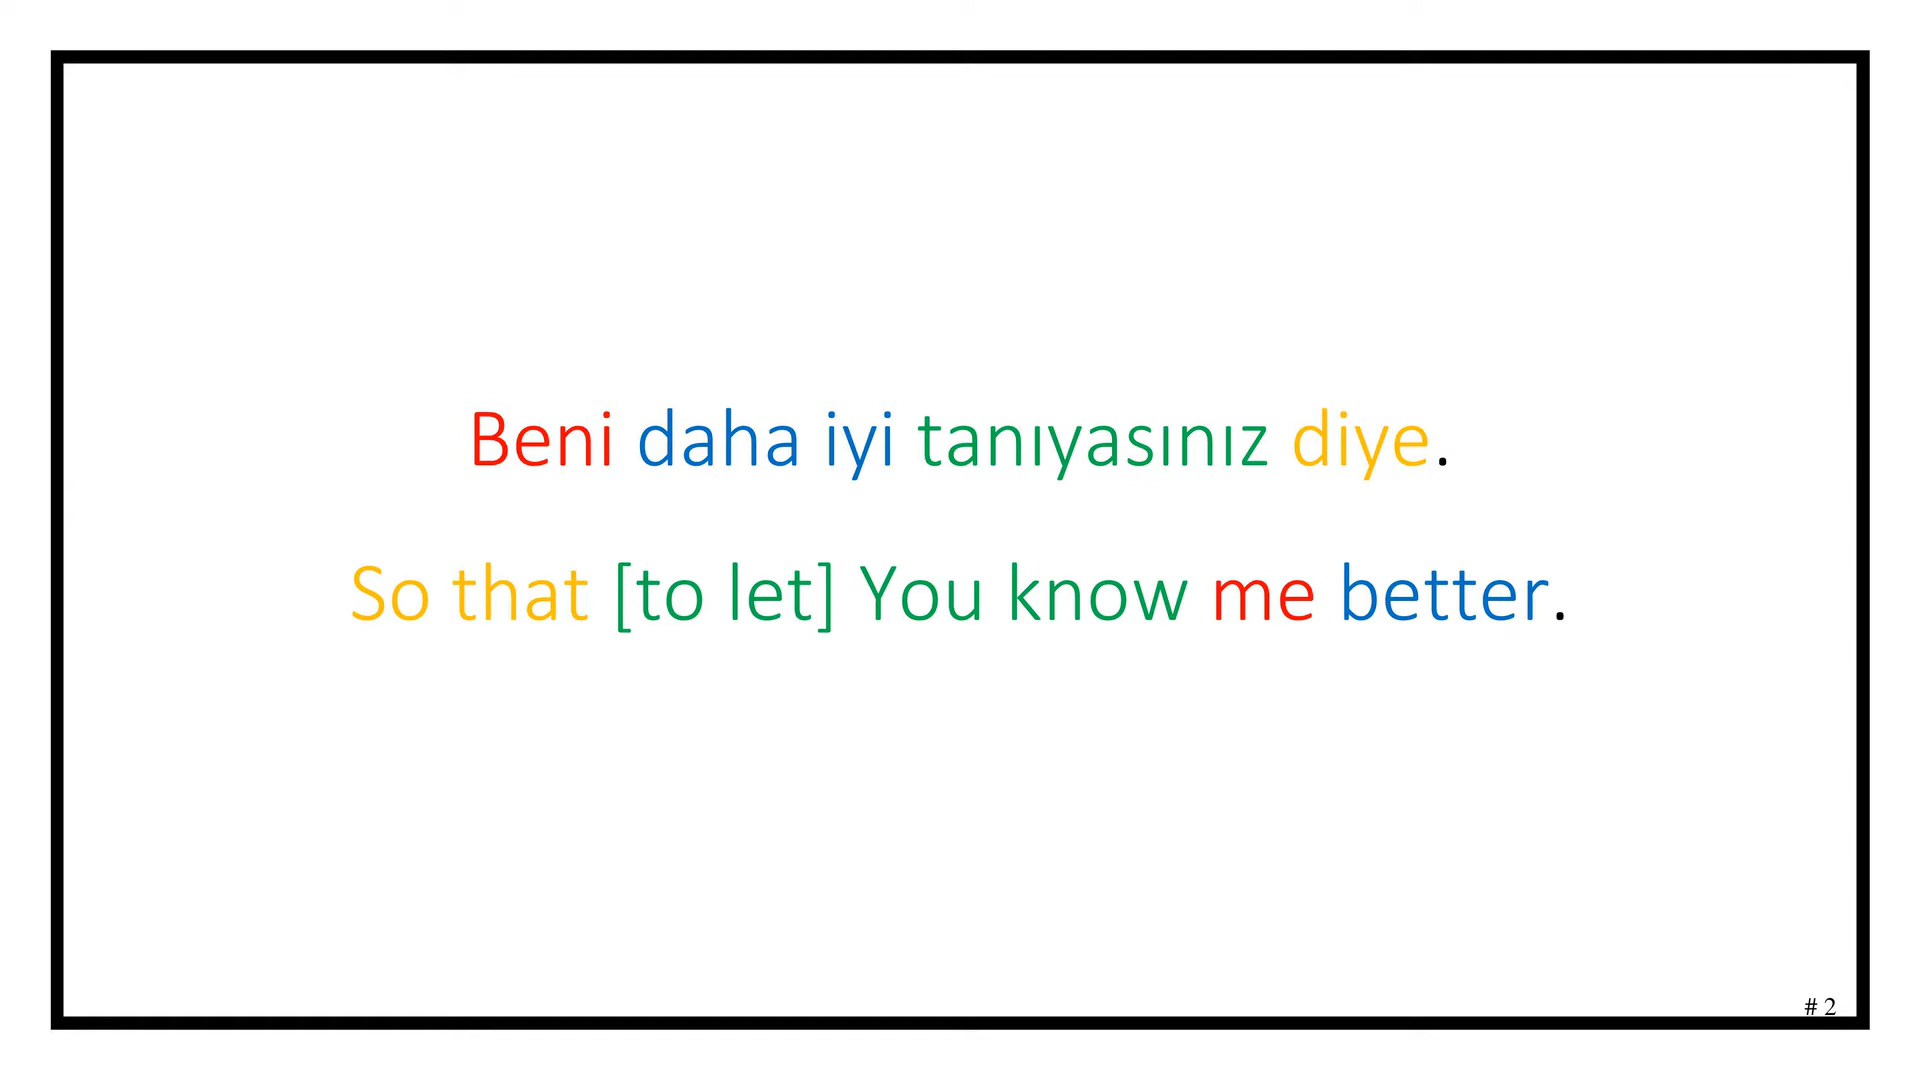 Beni daha iyi tanıyasınız diye.
So that [to let] You know me better.
# 2